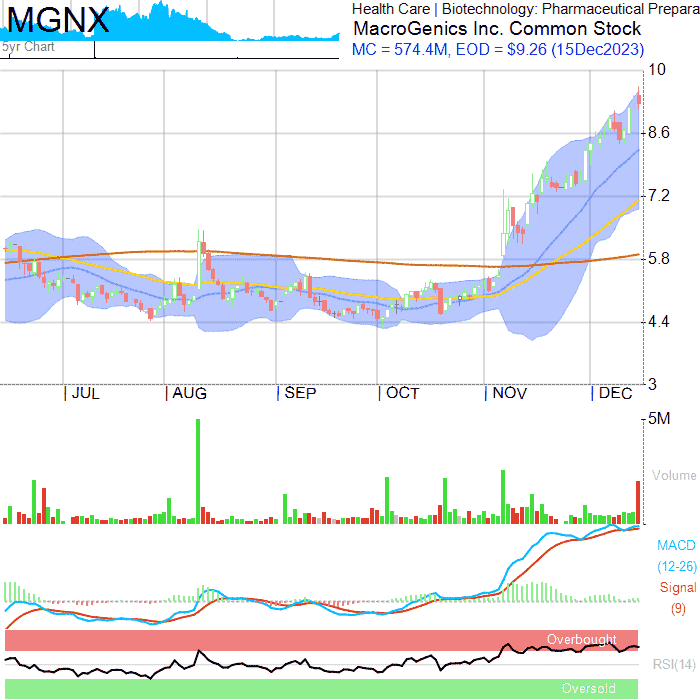 MGNX
5yr Chart
Health Care | Biotechnology: Pharmaceutical Prepara
MacroGenics Inc. Common Stock
MC = 574.4M, EOD = $9.26 (15Dec2023)
10
8.6
7.2
5.8
4.4
3
JUL
AUG
SEP
OCT
NOV
DEC
5M
Volume
MACD
(12-26)
Signal
(9)
Overbought
RSI(14)
Oversold